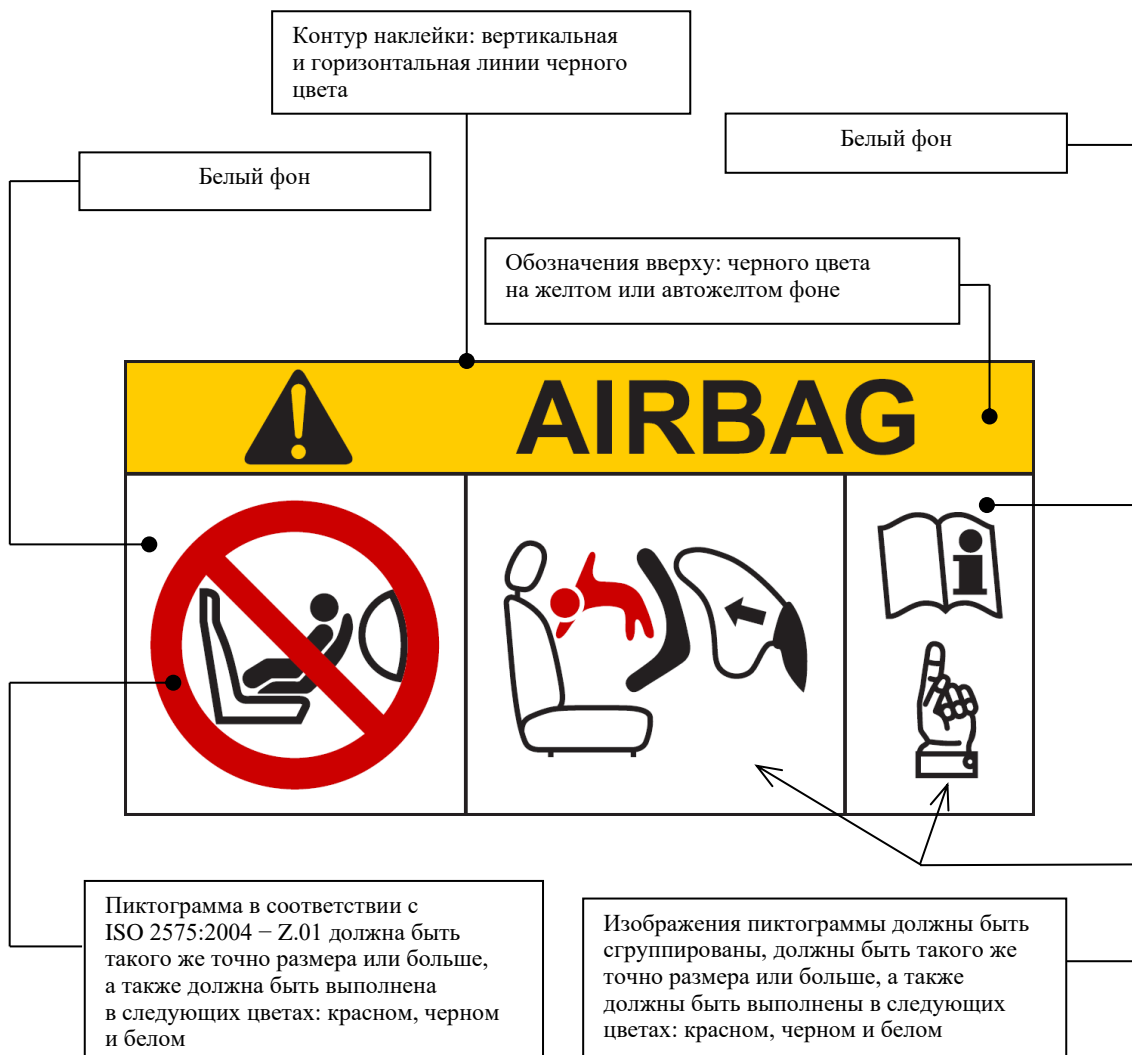 Контур наклейки: вертикальная
и горизонтальная линии черного
цвета
Белый фон
Белый фон
Обозначения вверху: черного цвета
на желтом или автожелтом фоне
AIRBAG
Пиктограмма в соответствии с
ISO 2575:2004 − Z.01 должна быть
такого же точно размера или больше,
а также должна быть выполнена
в следующих цветах: красном, черном
и белом
Изображения пиктограммы должны быть
сгруппированы, должны быть такого же
точно размера или больше, а также
должны быть выполнены в следующих
цветах: красном, черном и белом